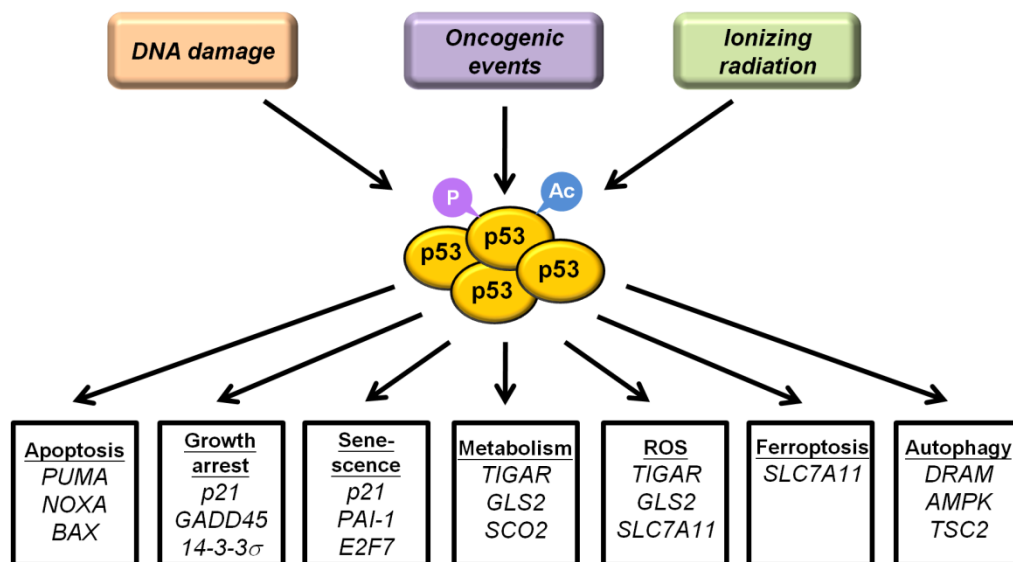 DNA damage
Oncogenic
events
Ionizing
radiation
P
Ac
p53
p53
p53
p53
Apoptosis
PUMA
NOXA
BAX
Growth
arrest
p21
GADD45
14-3-3σ
Sene-
scence
p21
PAI-1
E2F7
Metabolism
TIGAR
GLS2
SCO2
ROS
TIGAR
GLS2
SLC7A11
Ferroptosis
SLC7A11
Autophagy
DRAM
AMPK
TSC2